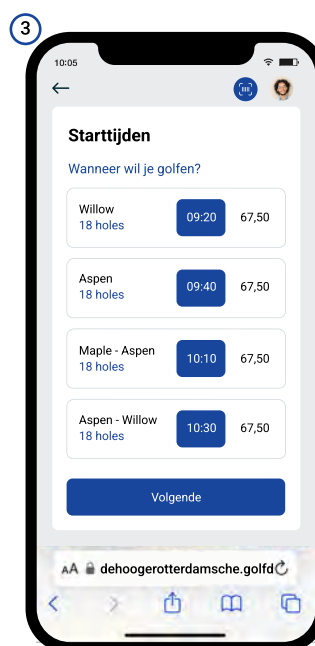 3
10:05
Starttijden
Wanneer wil je golfen?
Willow
18 holes
09:20
67,50
Aspen
18 holes
09:40
67,50
Maple - Aspen
18 holes
10:10
67,50
Aspen - Willow
18 holes
10:30
67,50
Volgende
AA dehoogerotterdamsche.golfd